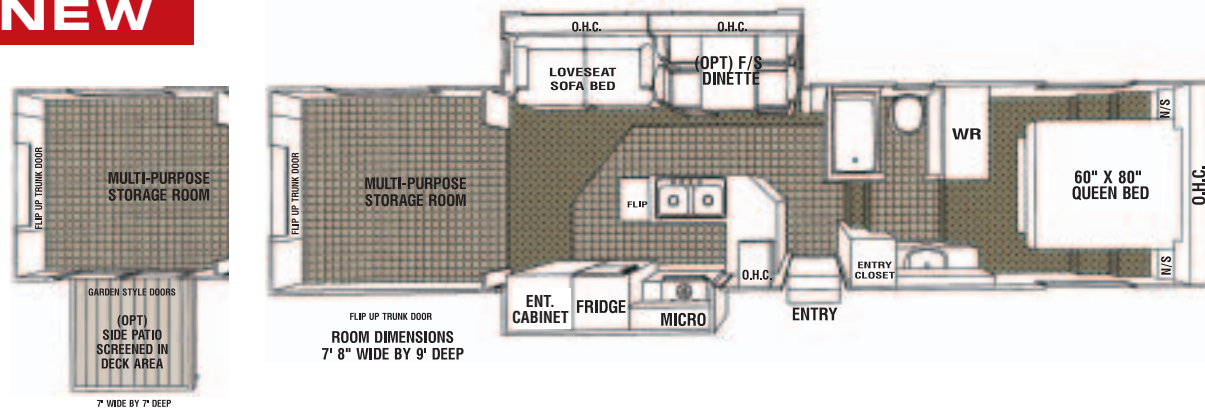 NEW
FLIP UP TRUNK DOOR
MULTI-PURPOSE
STORAGE ROOM
GARDEN STYLE DOORS
(OPT)
SIDE PATIO
SCREENED IN
DECK AREA
7' WIDE BY 7' DEEP
FLIP UP TRUNK DOOR
MULTI-PURPOSE
STORAGE ROOM
FLIP UP TRUNK DOOR
ROOM DIMENSIONS
7' 8" WIDE BY 9' DEEP
O.H.C.
O.H.C.
LOVESEAT
SOFA BED
(OPT) F/S
DINETTE
FLIP
ENT.
CABINET
FRIDGE
MICRO
O.H.C.
ENTRY
ENTRY
CLOSET
WR
60" X 80"
QUEEN BED
N/S
N/S
O.H.C.